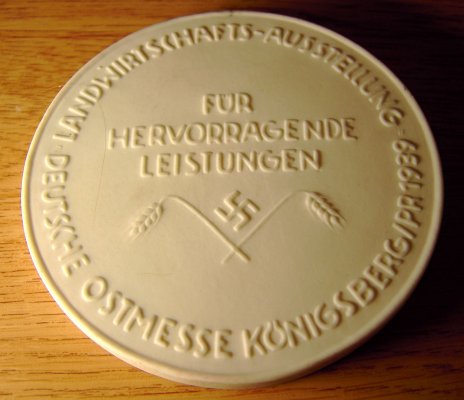 LANDWIRTSCHAFTS-AUSSTELLUNG · DEUTSCHE OSTMESSE KÖNIGSBERG/PR 1939 ·
FÜR
HERVORRAGENDE
LEISTUNGEN